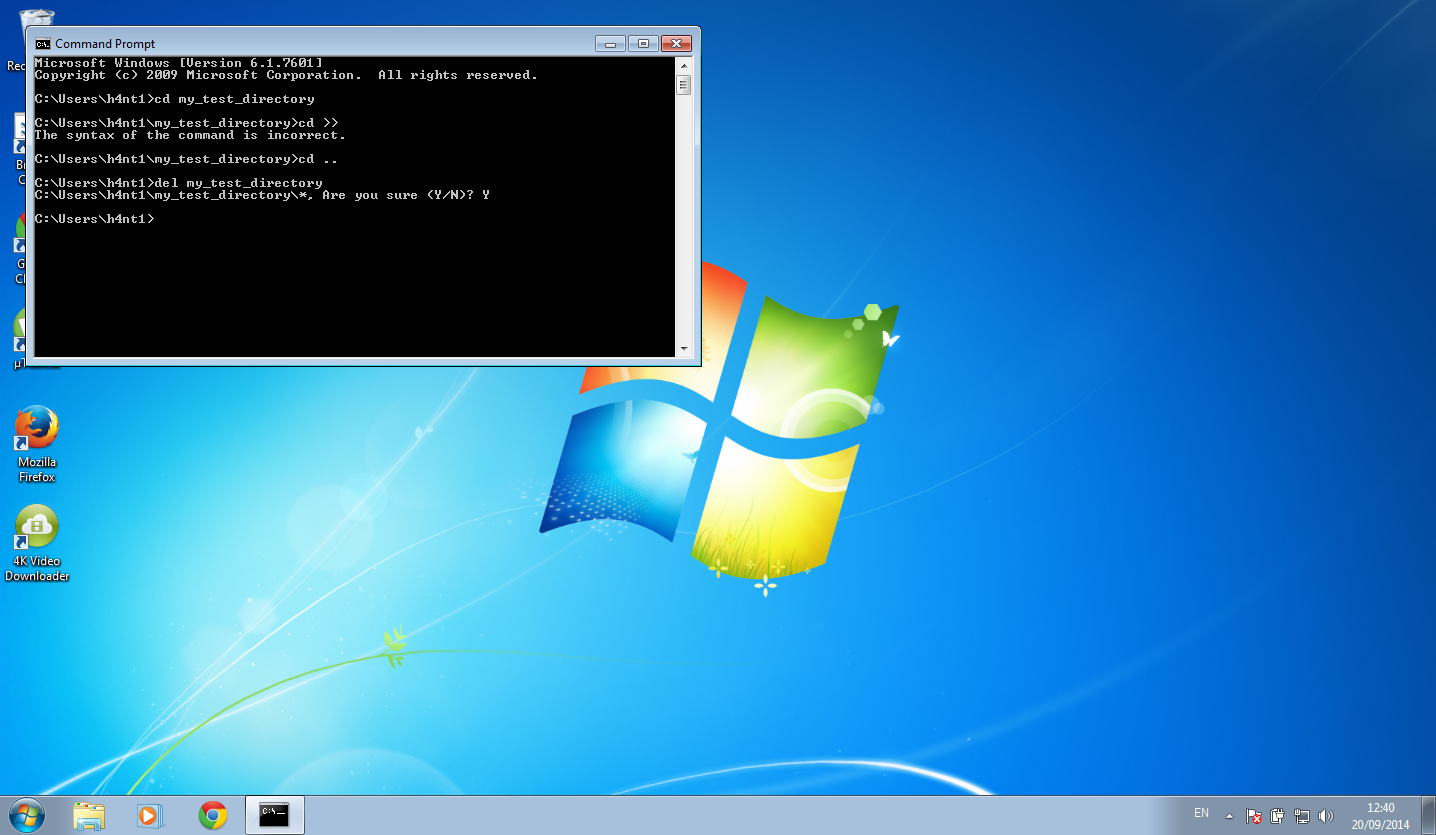 Command Prompt
Microsoft Windows [Version 6.1.7601]
Copyright (c) 2009 Microsoft Corporation.  All rights reserved.
C:\Users\h4nt1>cd my_test_directory
C:\Users\h4nt1\my_test_directory>cd >>
The syntax of the command is incorrect.
C:\Users\h4nt1\my_test_directory>cd ..
C:\Users\h4nt1>del my_test_directory
C:\Users\h4nt1\my_test_directory\*, Are you sure (Y/N)? Y
C:\Users\h4nt1>
Mozilla
Firefox
4K Video
Downloader
C:\_
EN
12:40
20/09/2014